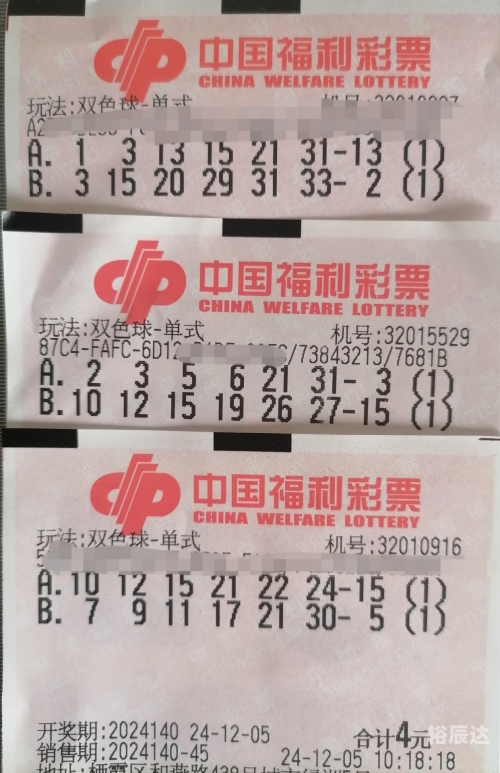 中国福利彩票
CHINA WELFARE LOTTERY
玩法:双色球-单式
A. 1 3 13 15 21 31-13 (1)
B. 3 15 20 29 31 33- 2 (1)
中国福利彩票
CHINA WELFARE LOTTERY
玩法:双色球-单式 机号:32015529
87C4-FAFC-6D12 /73843213/7681B
A. 2 3 5 6 21 31- 3 (1)
B.10 12 15 19 26 27-15 (1)
中国福利彩票
CHINA WELFARE LOTTERY
玩法:双色球-单式 机号:32010916
A.10 12 15 21 22 24-15 (1)
B. 7 9 11 17 21 30- 5 (1)
开奖期:2024140 24-12-05 合计4元
销售期:2024140-45 24-12-05 10:18:18
裕辰达